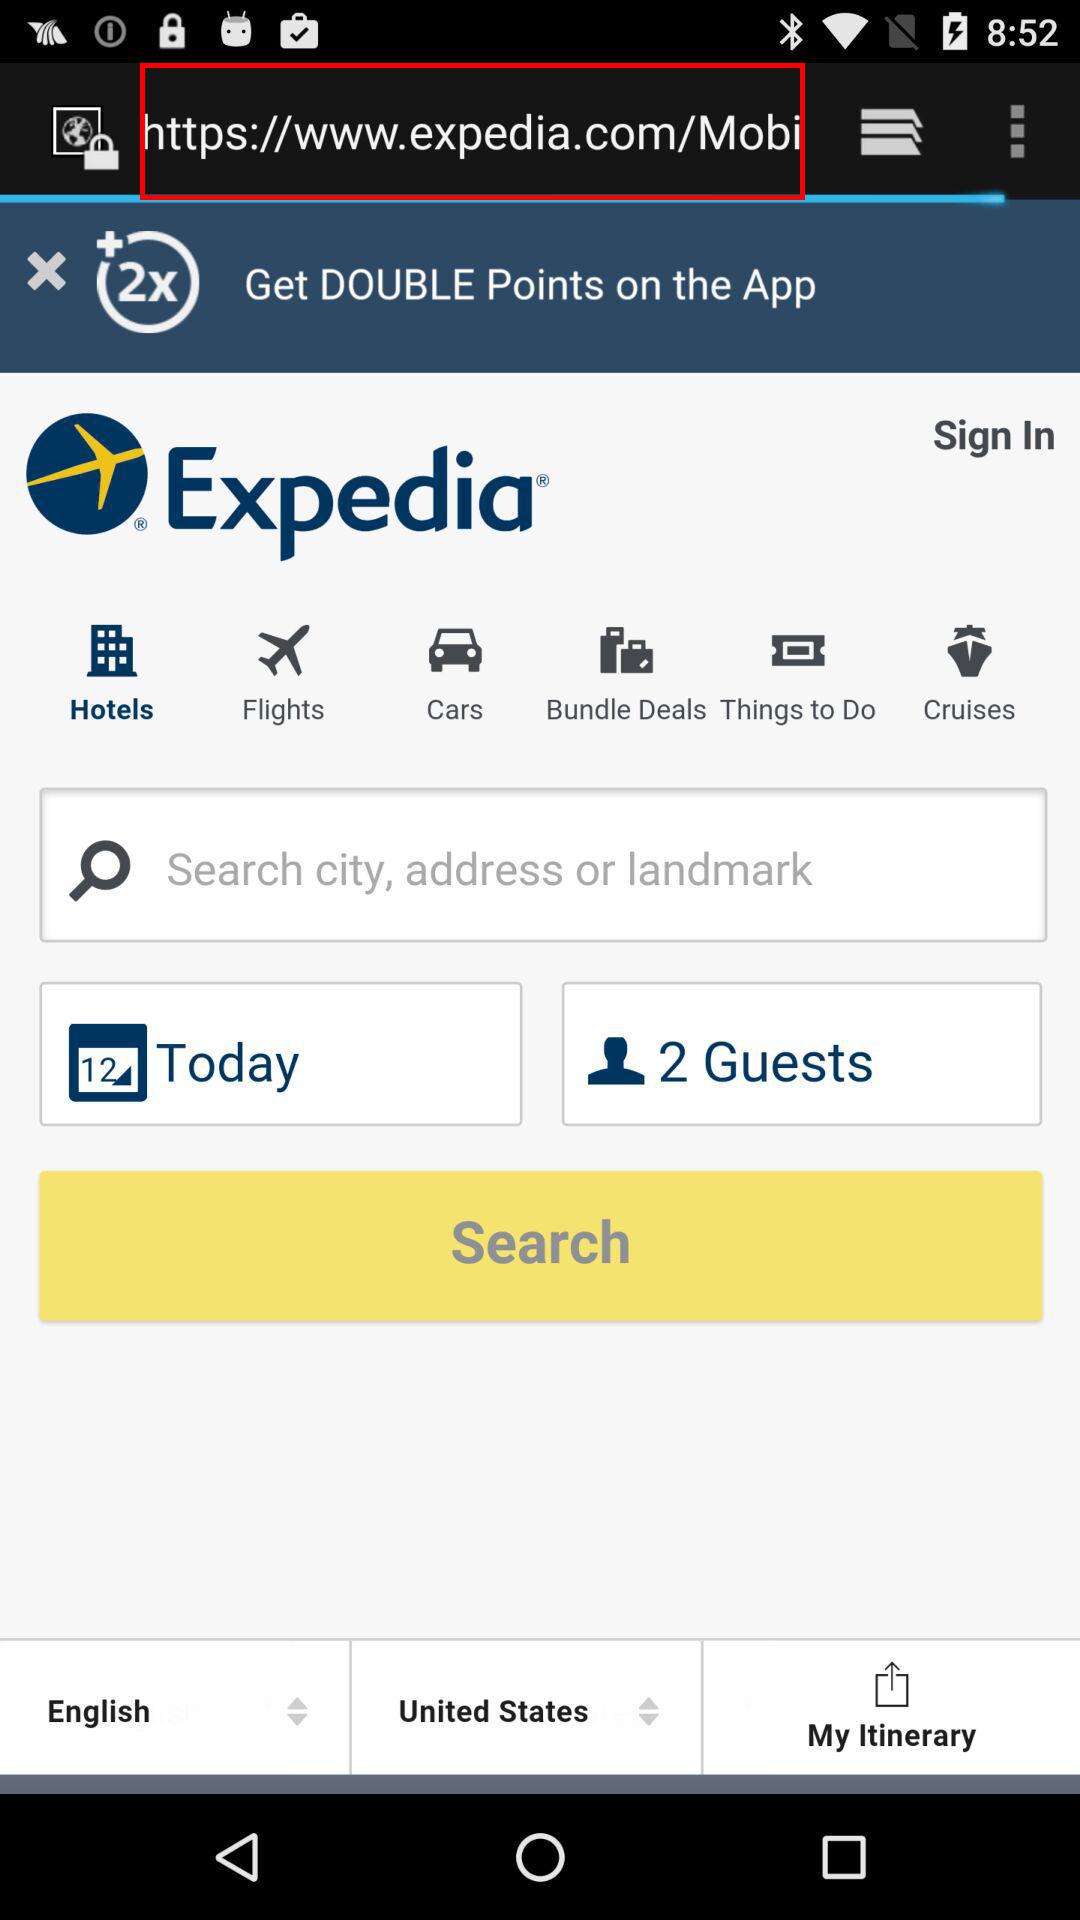 8:52
https://www.expedia.com/Mobi
+2x Get DOUBLE Points on the App
Sign In
Expedia®
Hotels Flights Cars Bundle Deals Things to Do Cruises
Search city, address or landmark
12 Today 2 Guests
Search
English United States My Itinerary